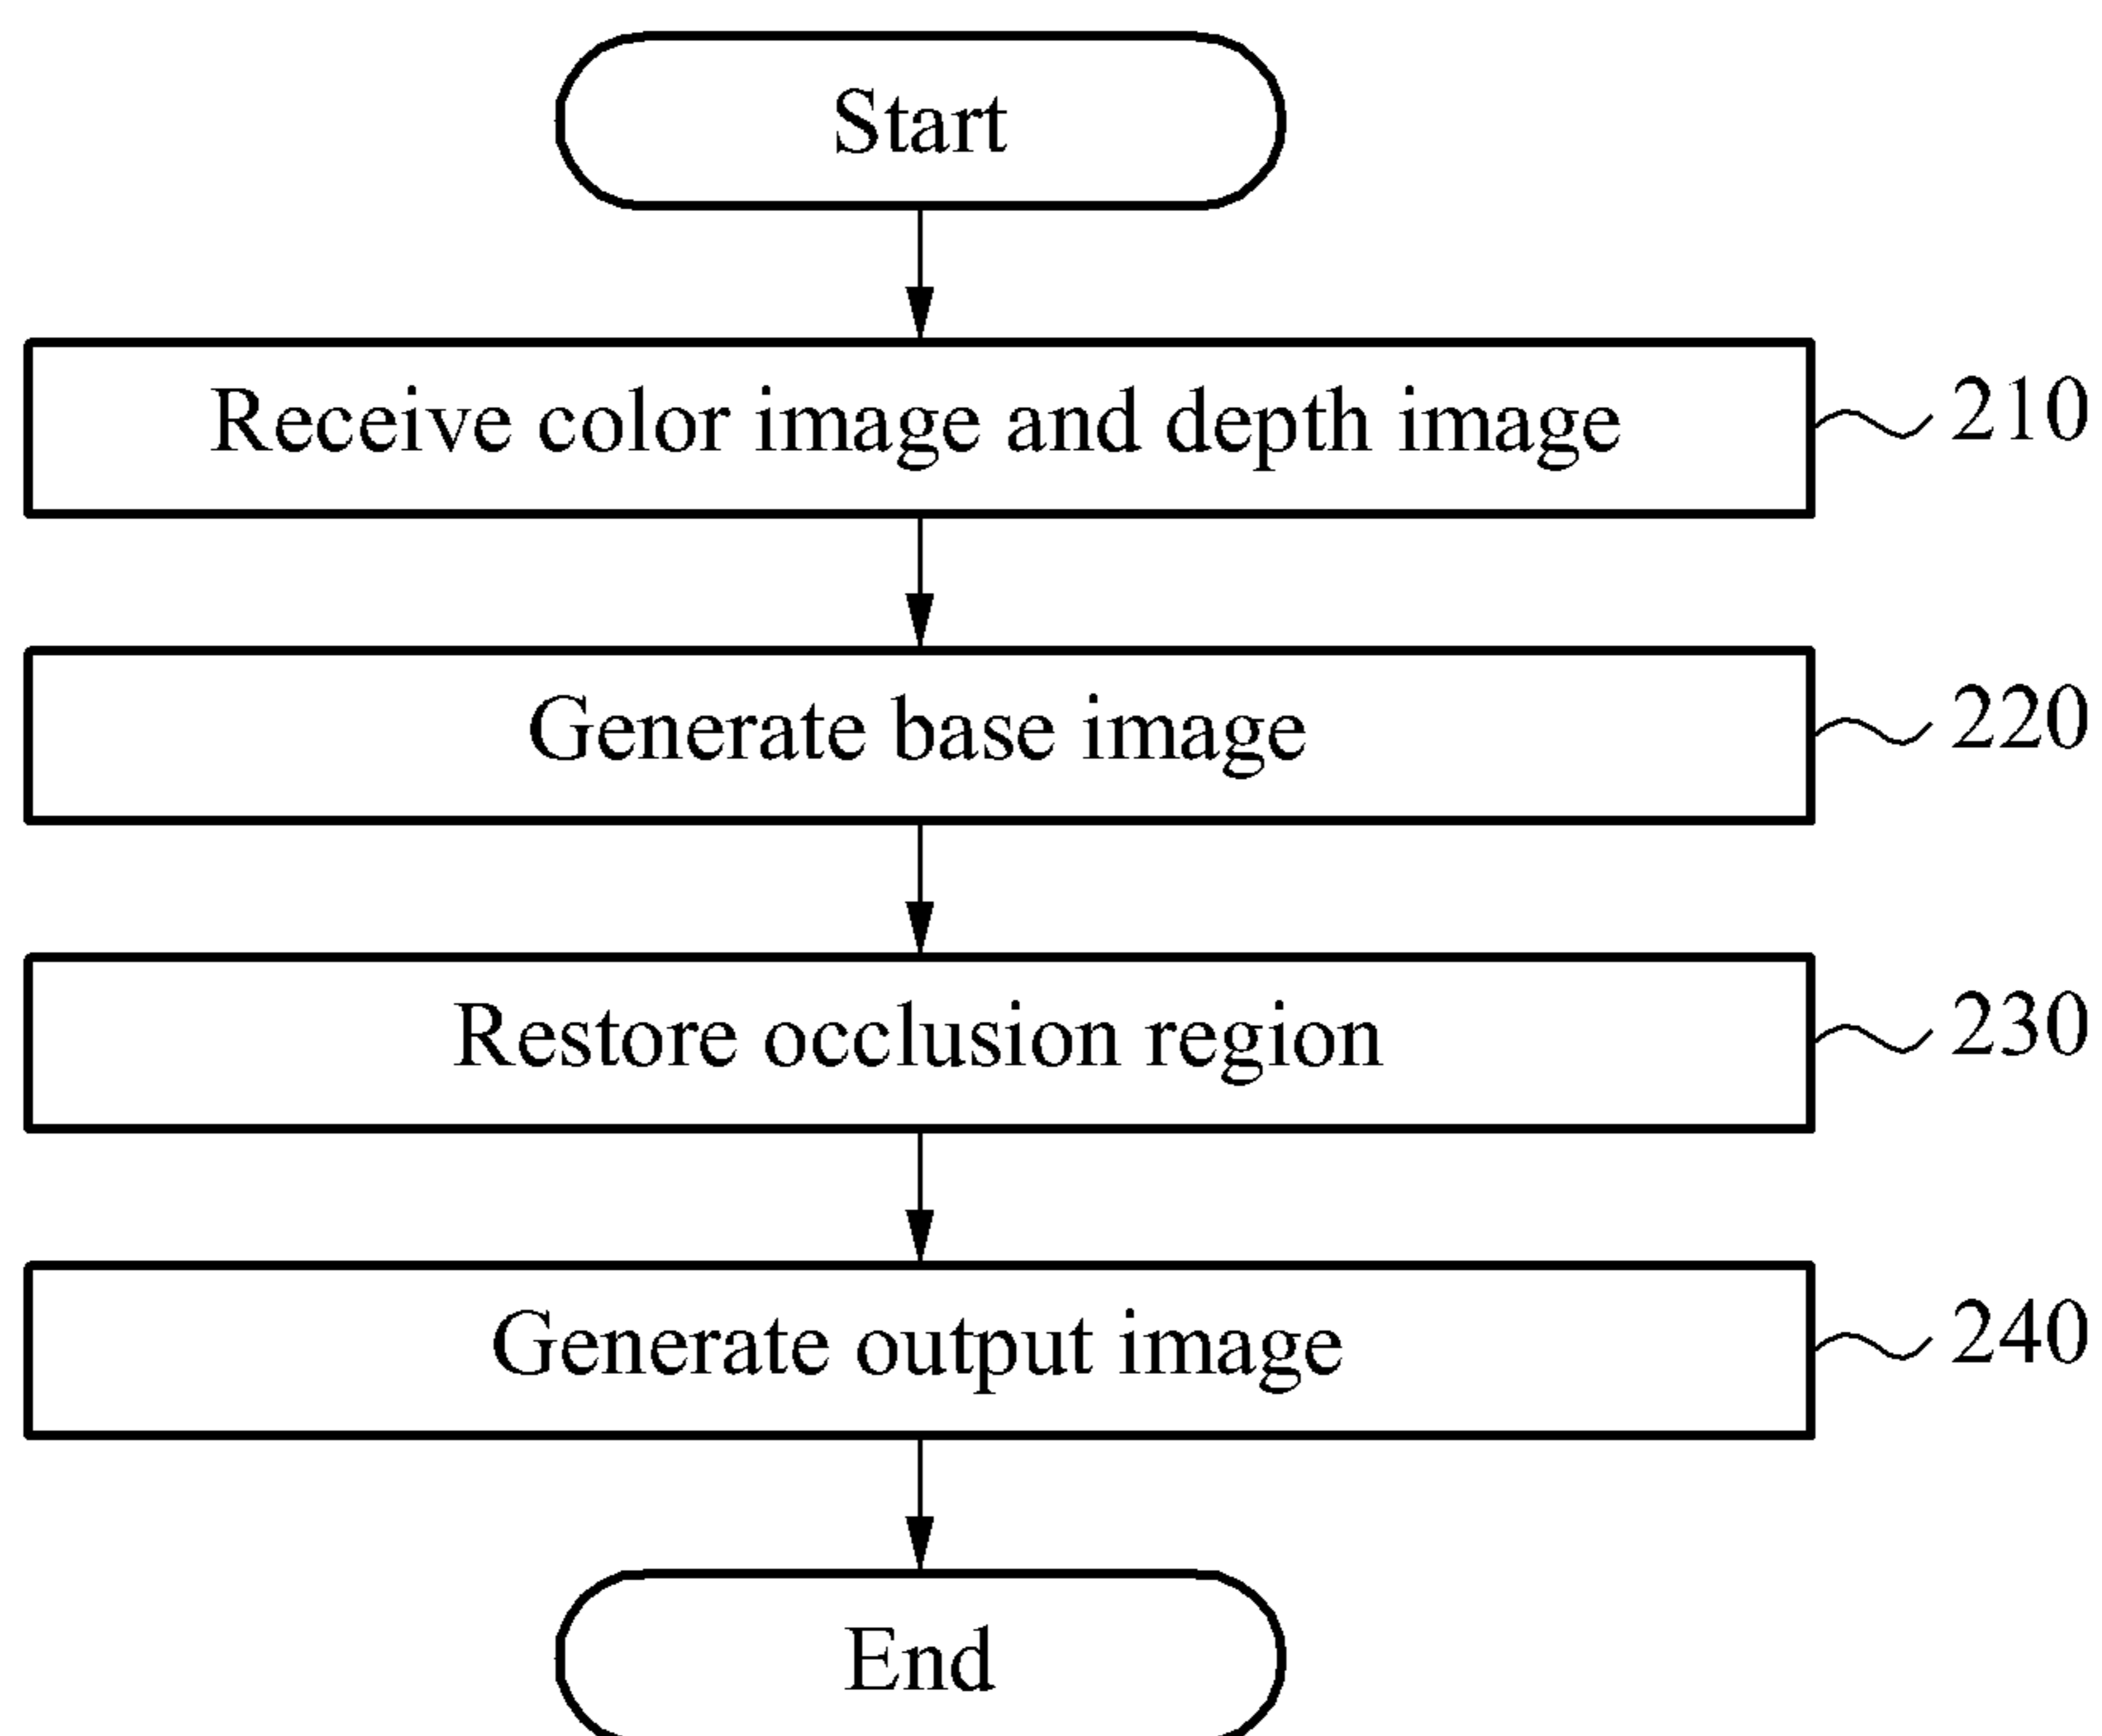 Start
Receive color image and depth image
210
Generate base image
220
Restore occlusion region
230
Generate output image
240
End